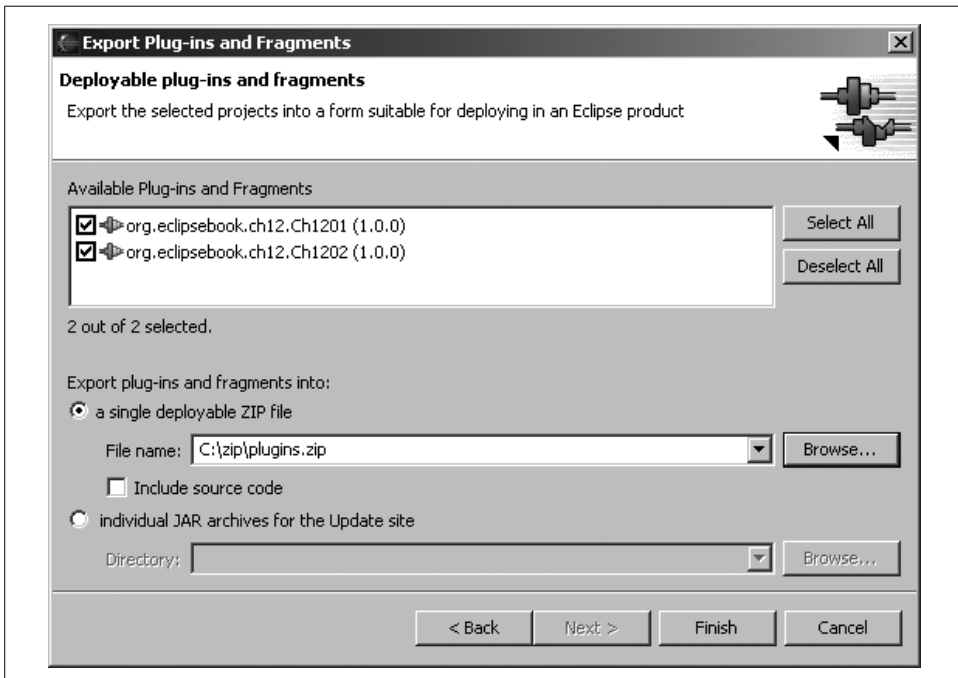 Export Plug-ins and Fragments
Deployable plug-ins and fragments
Export the selected projects into a form suitable for deploying in an Eclipse product
Available Plug-ins and Fragments
org.eclipsebook.ch12.Ch1201 (1.0.0)
org.eclipsebook.ch12.Ch1202 (1.0.0)
Select All
Deselect All
2 out of 2 selected.
Export plug-ins and fragments into:
a single deployable ZIP file
File name: C:\zip\plugins.zip Browse...
Include source code
individual JAR archives for the Update site
Directory: Browse...
< Back Next > Finish Cancel